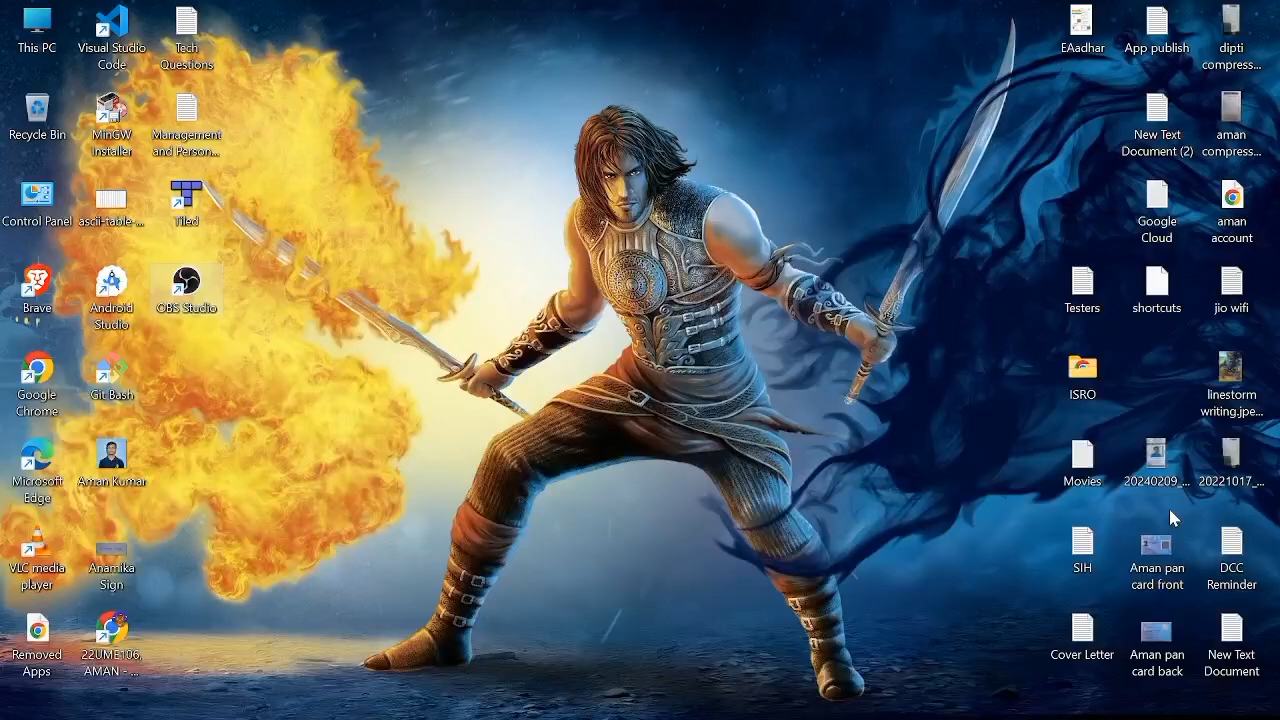 This PC
Visual Studio
Code
Tech
Questions
EAadhar
App publish
dipti
compress...
Recycle Bin
MinGW
Installer
Management
and Person...
New Text
Document (2)
aman
compress...
Control Panel
ascii-table-...
Tiled
Google
Cloud
aman
account
Brave
Android
Studio
OBS Studio
Testers
shortcuts
jio wifi
Google
Chrome
Git Bash
ISRO
linestorm
writing.jpe...
Microsoft
Edge
Aman Kumar
Movies
20240209_...
20221017_...
VLC media
player
Anamika
Sign
SIH
Aman pan
card front
DCC
Reminder
Removed
Apps
22UME106,
AMAN - ...
Cover Letter
Aman pan
card back
New Text
Document